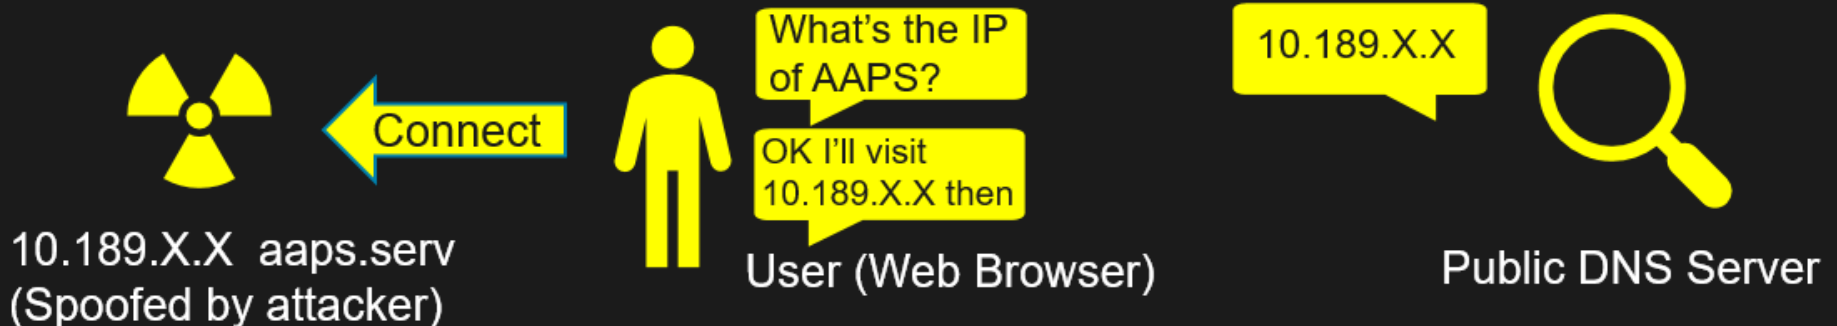 What's the IP
of AAPS?
10.189.X.X
Connect
OK I'll visit
10.189.X.X then
10.189.X.X  aaps.serv
(Spoofed by attacker)
User (Web Browser)
Public DNS Server